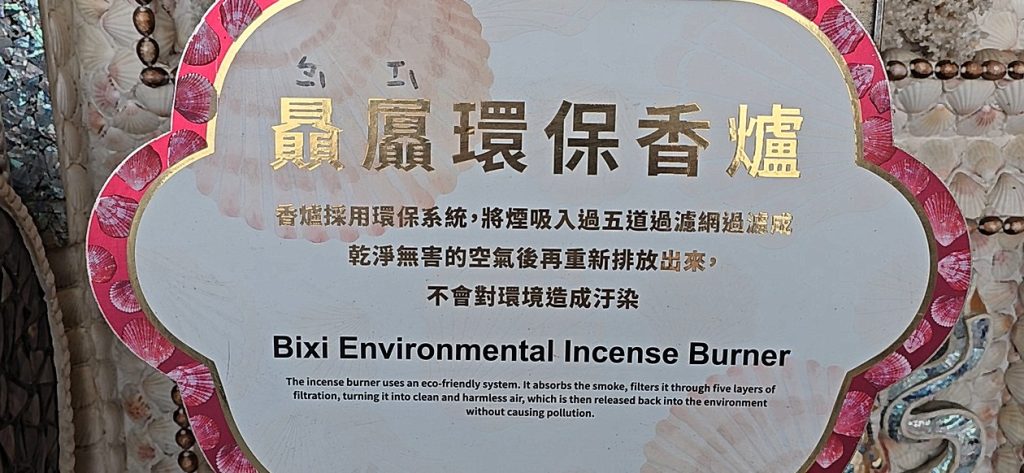 贔屭環保香爐
香爐採用環保系統,將煙吸入過五道過濾網過濾成
乾淨無害的空氣後再重新排放出來,
不會對環境造成汙染
Bixi Environmental Incense Burner
The incense burner uses an eco-friendly system. It absorbs the smoke, filters it through five layers of
filtration, turning it into clean and harmless air, which is then released back into the environment
without causing pollution.